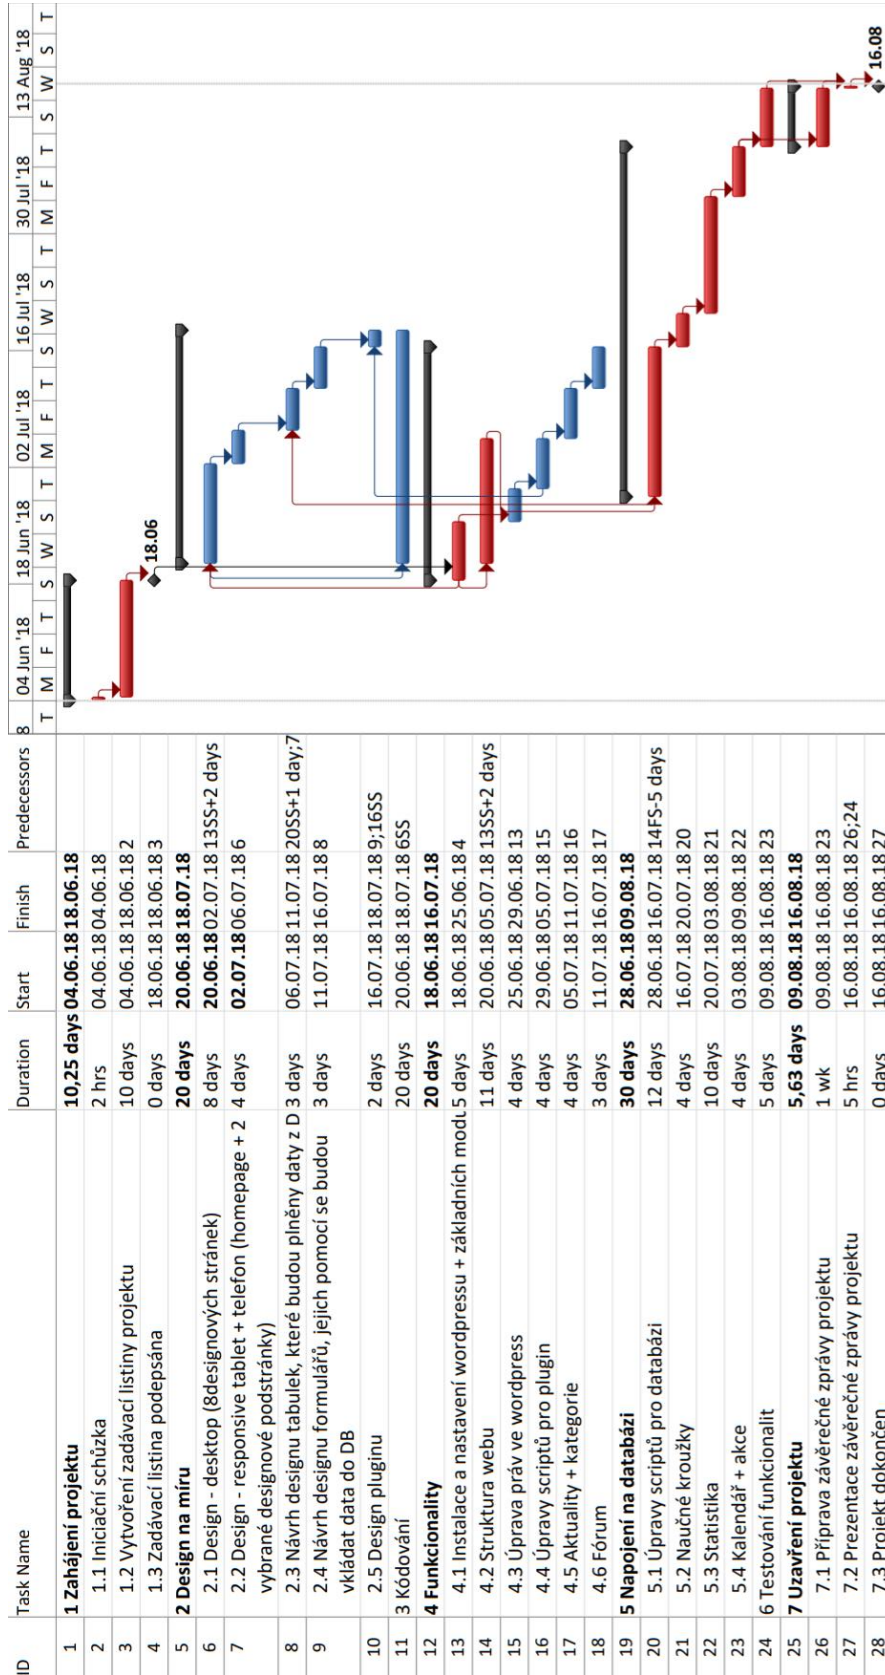 ID Task Name Duration Start Finish Predecessors
8 04 Jun '18 18 Jun '18 02 Jul '18 16 Jul '18 30 Jul '18 13 Aug '18
T M F T S W S T M F T S W S T M F T S W S T
1 1 Zahájení projektu 10,25 days 04.06.18 18.06.18
2 1.1 Iniciační schůzka 2 hrs 04.06.18 04.06.18
3 1.2 Vytvoření zadávací listiny projektu 10 days 04.06.18 18.06.18 2
4 1.3 Zadávací listina podepsána 0 days 18.06.18 18.06.18 3 18.06
5 2 Design na míru 20 days 20.06.18 18.07.18
6 2.1 Design - desktop (8designových stránek) 8 days 20.06.18 02.07.18 13SS+2 days
7 2.2 Design - responsive tablet + telefon (homepage + 2 4 days 02.07.18 06.07.18 6
vybrané designové podstránky)
8 2.3 Návrh designu tabulek, které budou plněny daty z D 3 days 06.07.18 11.07.18 20SS+1 day;7
9 2.4 Návrh designu formulářů, jejich pomocí se budou 3 days 11.07.18 16.07.18 8
vkládat data do DB
10 2.5 Design pluginu 2 days 16.07.18 18.07.18 9;16SS
11 3 Kódování 20 days 20.06.18 18.07.18 6SS
12 4 Funkcionality 20 days 18.06.18 16.07.18
13 4.1 Instalace a nastavení wordpressu + základních modu 5 days 18.06.18 25.06.18 4
14 4.2 Struktura webu 11 days 20.06.18 05.07.18 13SS+2 days
15 4.3 Úprava práv ve wordpress 4 days 25.06.18 29.06.18 13
16 4.4 Úpravy scriptů pro plugin 4 days 29.06.18 05.07.18 15
17 4.5 Aktuality + kategorie 4 days 05.07.18 11.07.18 16
18 4.6 Fórum 3 days 11.07.18 16.07.18 17
19 5 Napojení na databázi 30 days 28.06.18 09.08.18
20 5.1 Úpravy scriptů pro databázi 12 days 28.06.18 16.07.18 14FS-5 days
21 5.2 Naučné kroužky 4 days 16.07.18 20.07.18 20
22 5.3 Statistika 10 days 20.07.18 03.08.18 21
23 5.4 Kalendář + akce 4 days 03.08.18 09.08.18 22
24 6 Testování funkcionalit 5 days 09.08.18 16.08.18 23
25 7 Uzavření projektu 5,63 days 09.08.18 16.08.18
26 7.1 Příprava závěrečné zprávy projektu 1 wk 09.08.18 16.08.18 23
27 7.2 Prezentace závěrečné zprávy projektu 5 hrs 16.08.18 16.08.18 26;24
28 7.3 Projekt dokončen 0 days 16.08.18 16.08.18 27 16.08